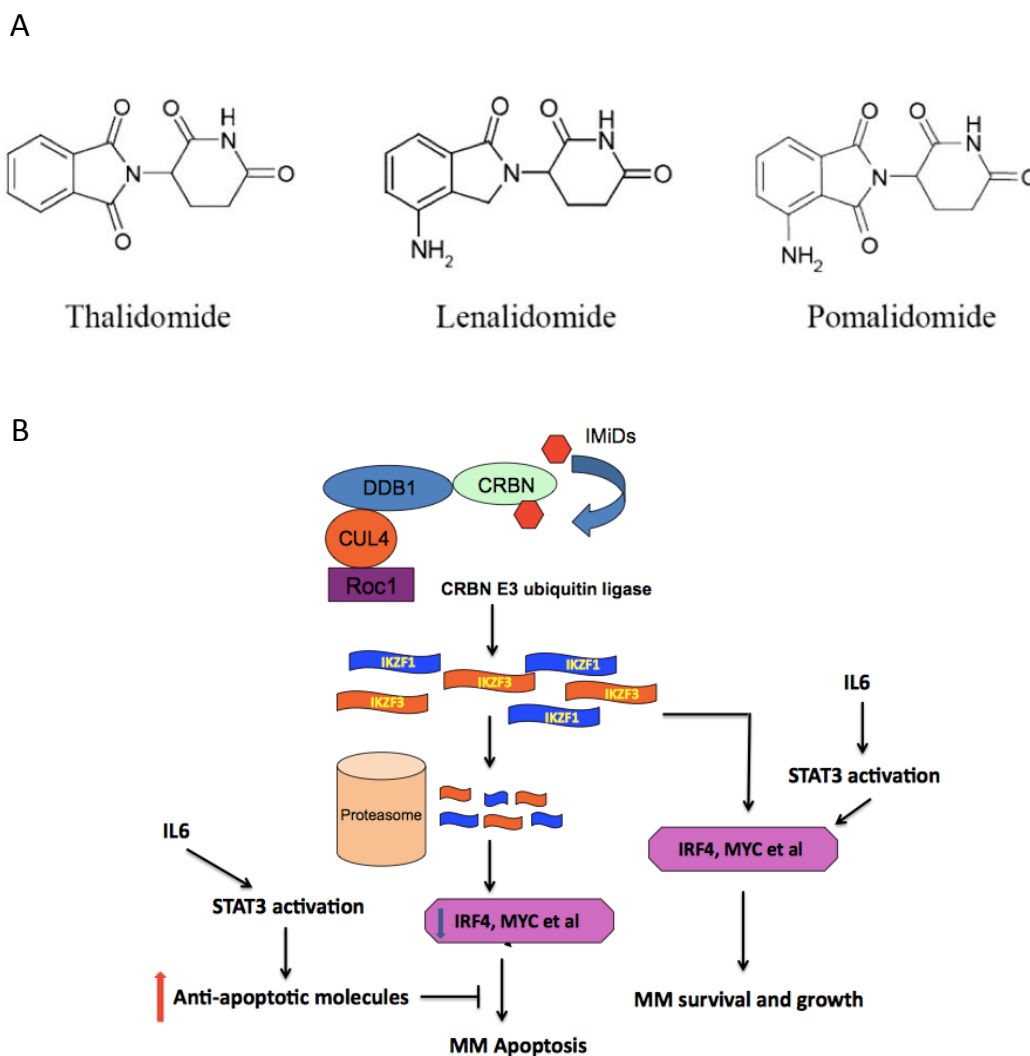 A
O
O
N
O
H
N
O
O
N
O
H
N
O
NH2
O
O
N
O
H
N
O
NH2
Thalidomide
Lenalidomide
Pomalidomide
B
IMiDs
DDB1
CRBN
CUL4
Roc1
CRBN E3 ubiquitin ligase
IKZF1
IKZF1
IKZF3
IKZF3
IKZF3
IKZF1
IL6
STAT3 activation
Proteasome
IL6
IRF4, MYC et al
STAT3 activation
IRF4, MYC et al
Anti-apoptotic molecules
MM survival and growth
MM Apoptosis